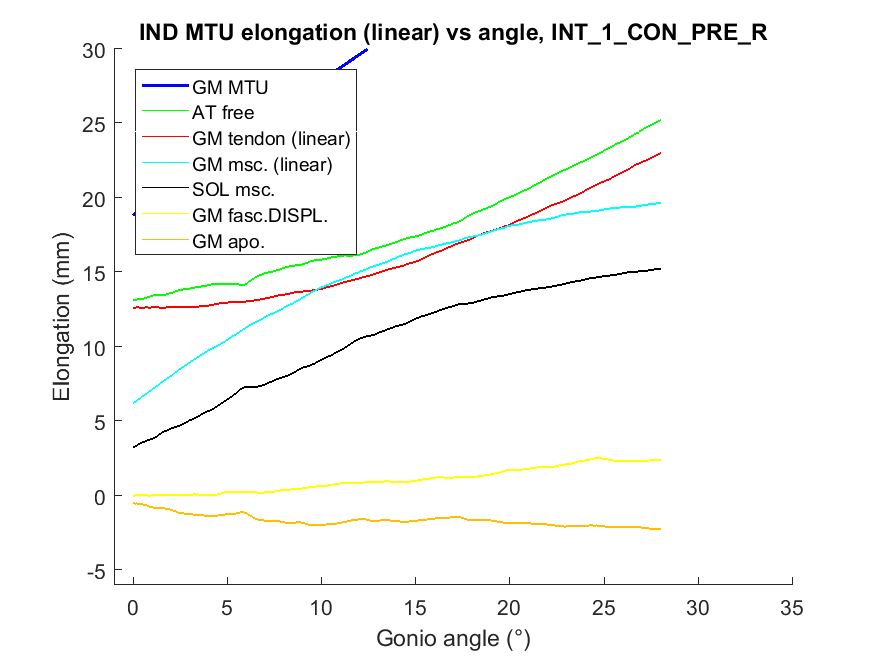 IND MTU elongation (linear) vs angle, INT_1_CON_PRE_R
30
25
20
15
10
5
0
-5
Elongation (mm)
GM MTU
AT free
GM tendon (linear)
GM msc. (linear)
SOL msc.
GM fasc.DISPL.
GM apo.
0 5 10 15 20 25 30 35
Gonio angle (°)